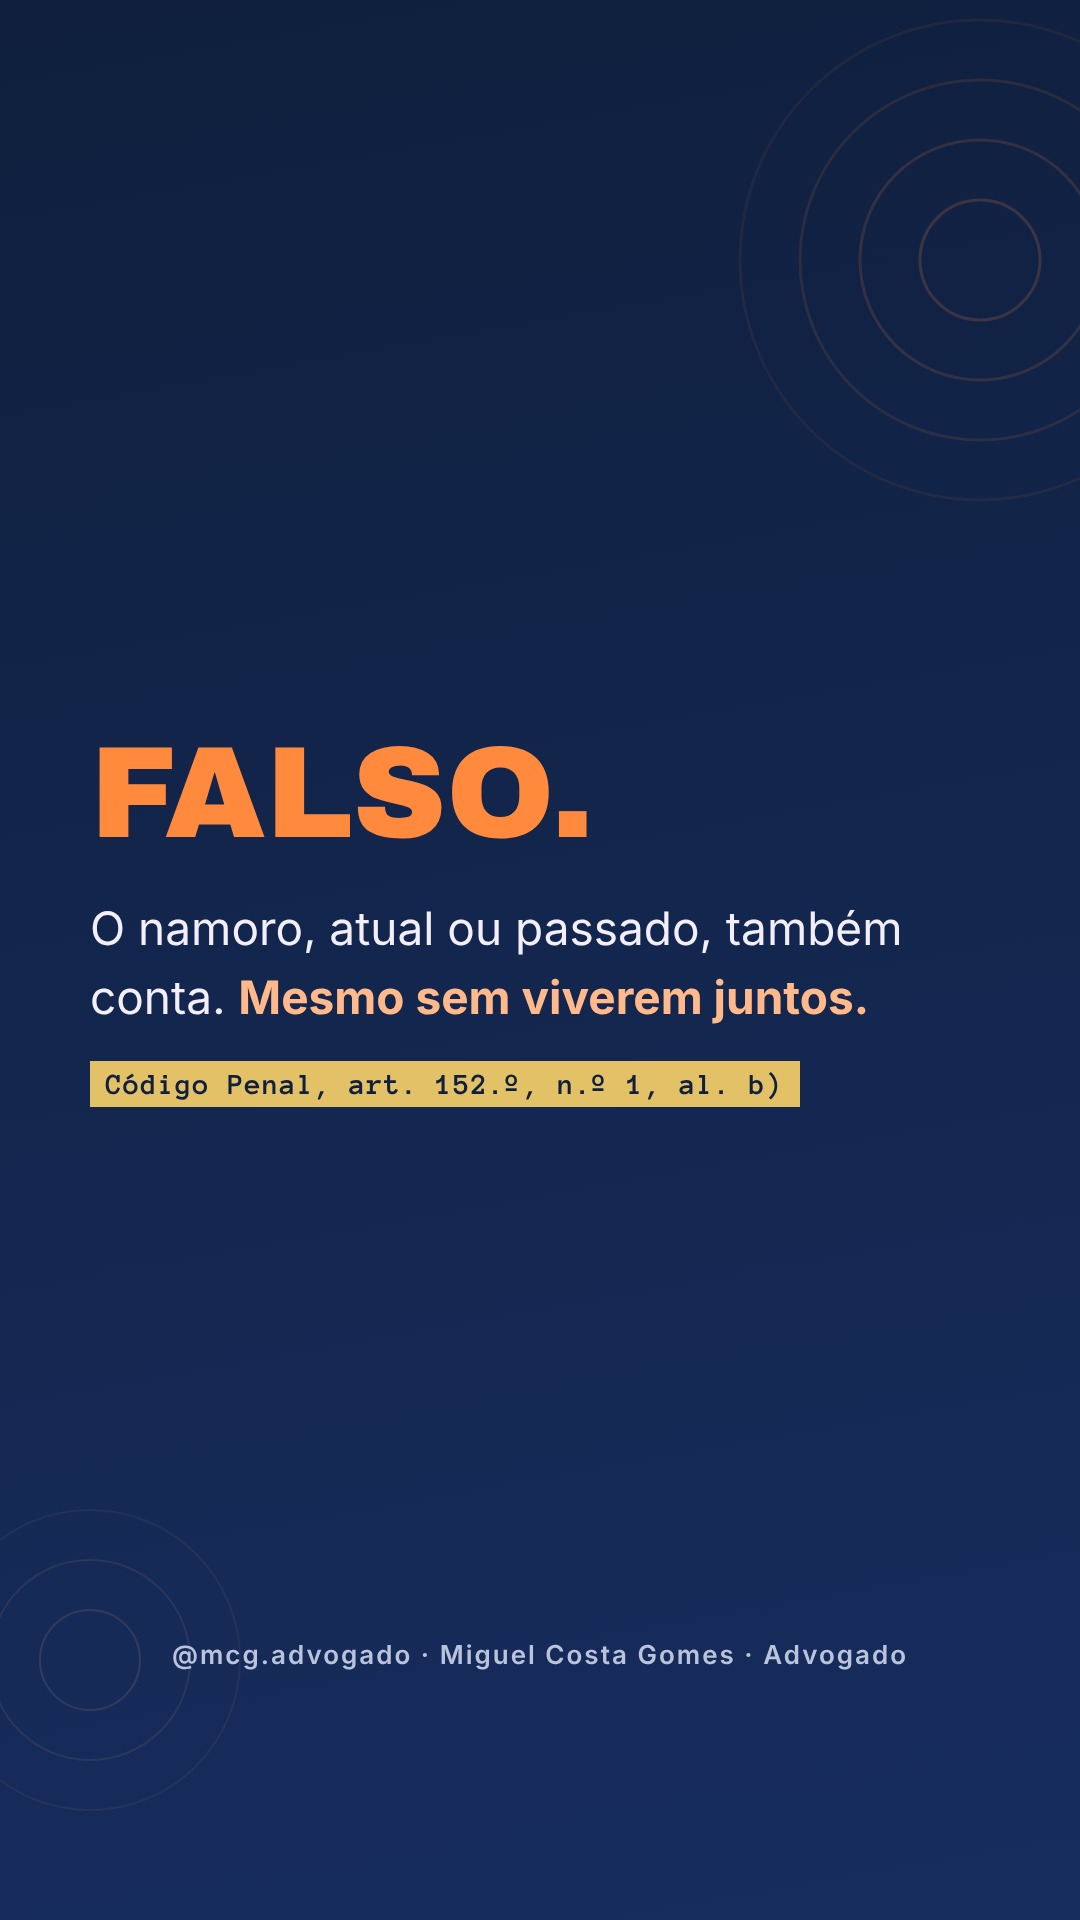 FALSO.
O namoro, atual ou passado, também
conta. Mesmo sem viverem juntos.
Código Penal, art. 152.º, n.º 1, al. b)
@mcg.advogado · Miguel Costa Gomes · Advogado